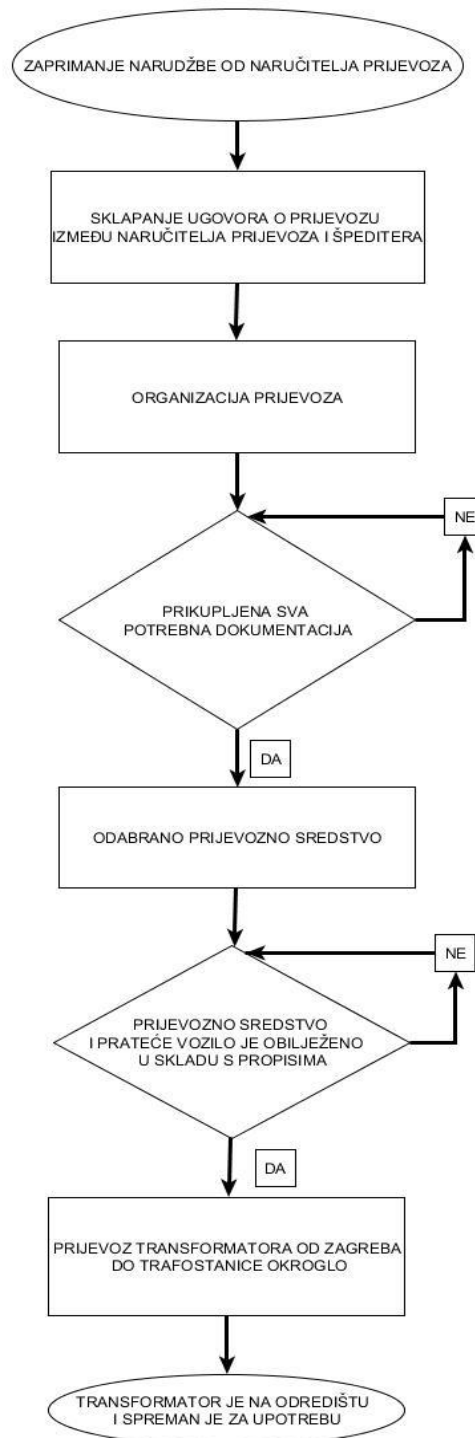 ZAPRIMANJE NARUDŽBE OD NARUČITELJA PRIJEVOZA
SKLAPANJE UGOVORA O PRIJEVOZU
IZMEĐU NARUČITELJA PRIJEVOZA I ŠPEDITERA
ORGANIZACIJA PRIJEVOZA
NE
PRIKUPLJENA SVA
POTREBNA DOKUMENTACIJA
DA
ODABRANO PRIJEVOZNO SREDSTVO
NE
PRIJEVOZNO SREDSTVO
I PRATEĆE VOZILO JE OBILJEŽENO
U SKLADU S PROPISIMA
DA
PRIJEVOZ TRANSFORMATORA OD ZAGREBA
DO TRAFOSTANICE OKROGLO
TRANSFORMATOR JE NA ODREDIŠTU
I SPREMAN JE ZA UPOTREBU